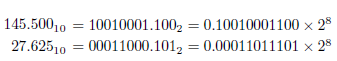 145.500₁₀ = 10010001.100₂ = 0.10010001100 × 2⁸
27.625₁₀ = 00011000.101₂ = 0.00011011101 × 2⁸